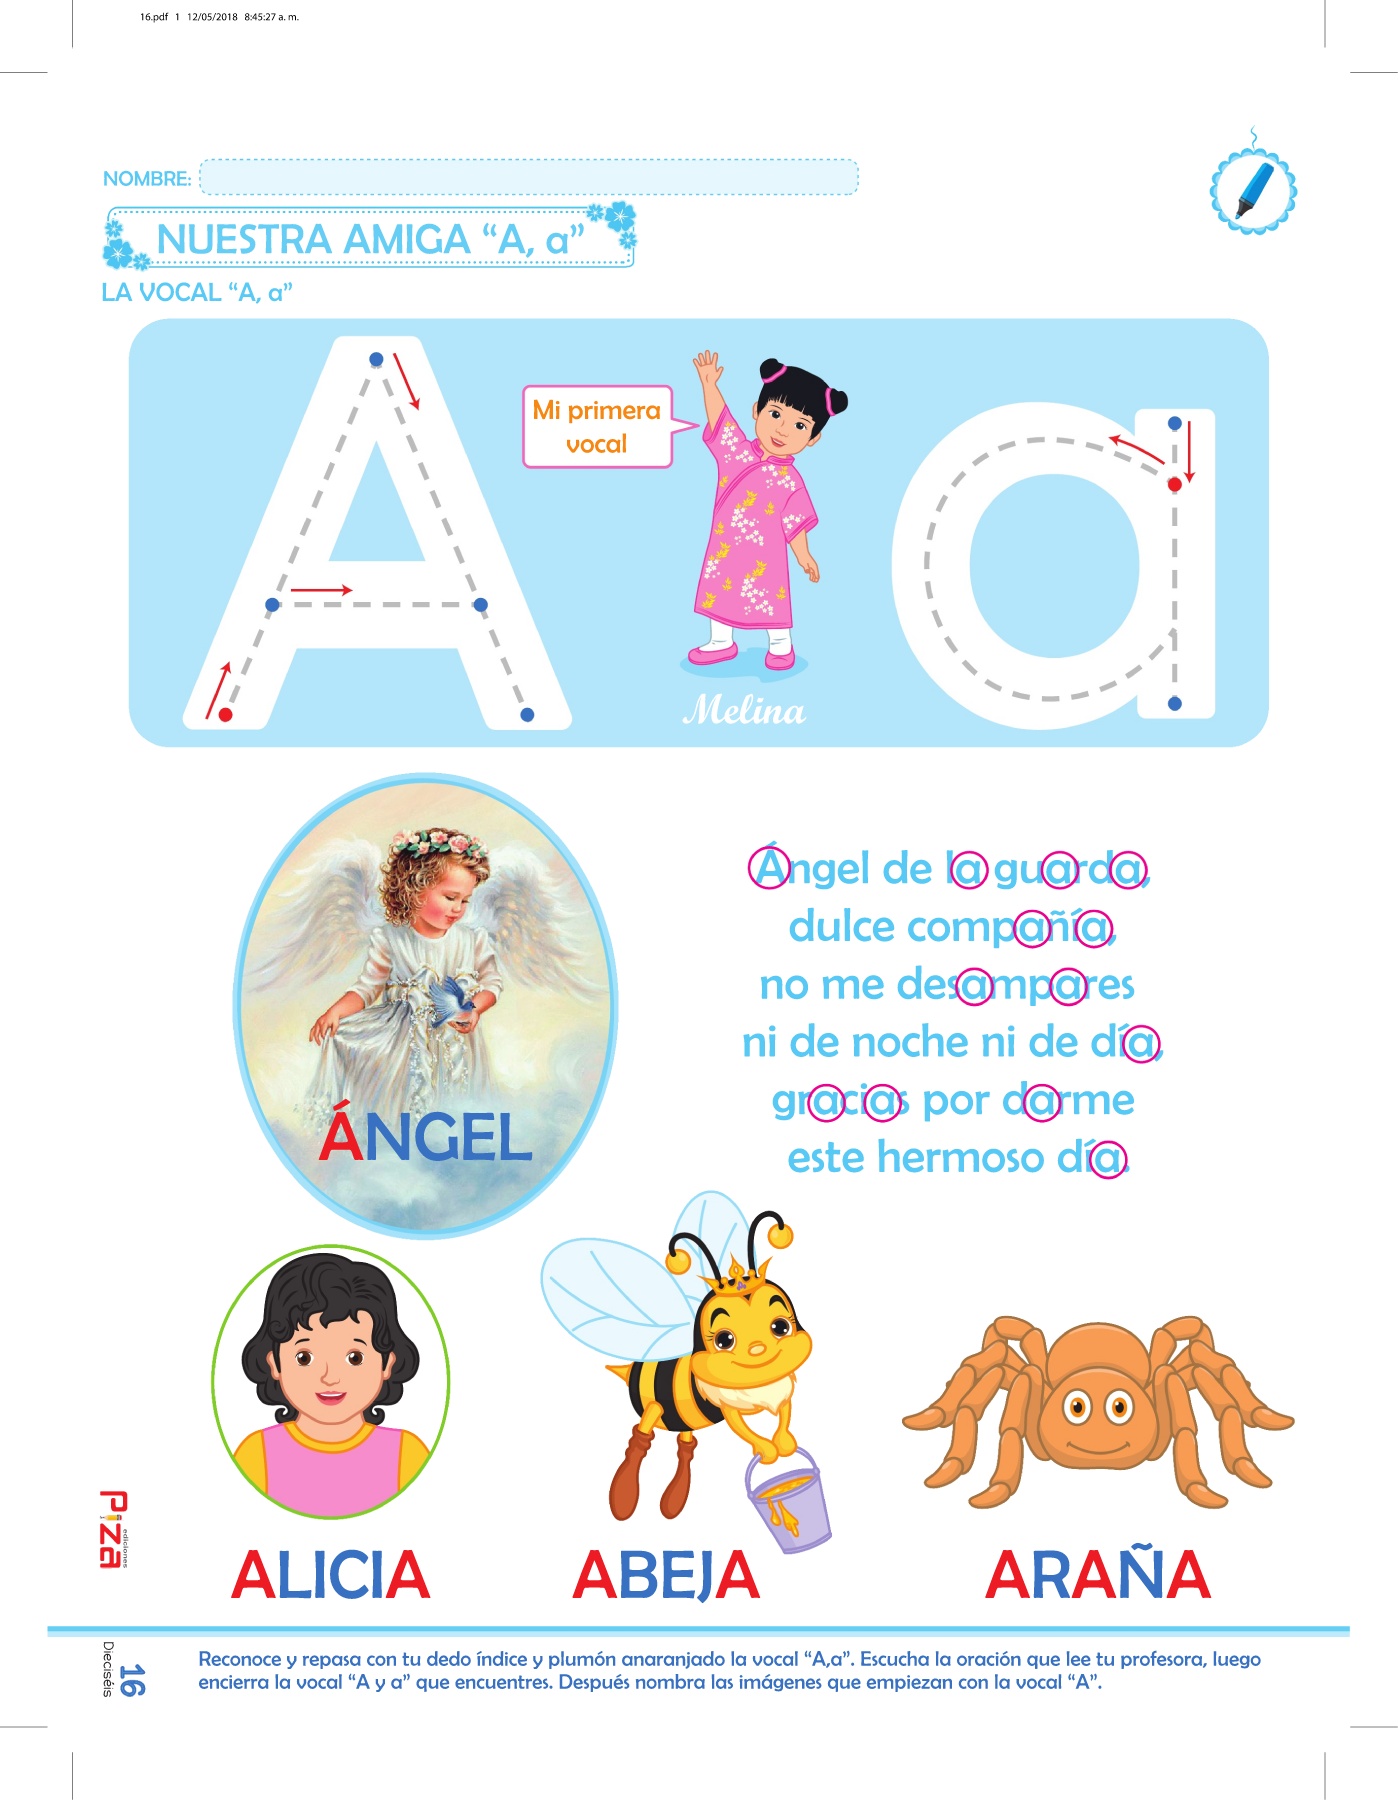 16.pdf 1 12/05/2018 8:45:27 a. m.
NOMBRE:
NUESTRA AMIGA “A, a”
LA VOCAL “A, a”
A a
Mi primera
vocal
Melina
Ángel de la guarda,
dulce compañía,
no me desampares
ni de noche ni de día,
gracias por darme
este hermoso día.
ÁNGEL
ALICIA
ABEJA
ARAÑA
Piza
ediciones
16
Dieciséis
Reconoce y repasa con tu dedo índice y plumón anaranjado la vocal “A,a”. Escucha la oración que lee tu profesora, luego
encierra la vocal “A y a” que encuentres. Después nombra las imágenes que empiezan con la vocal “A”.